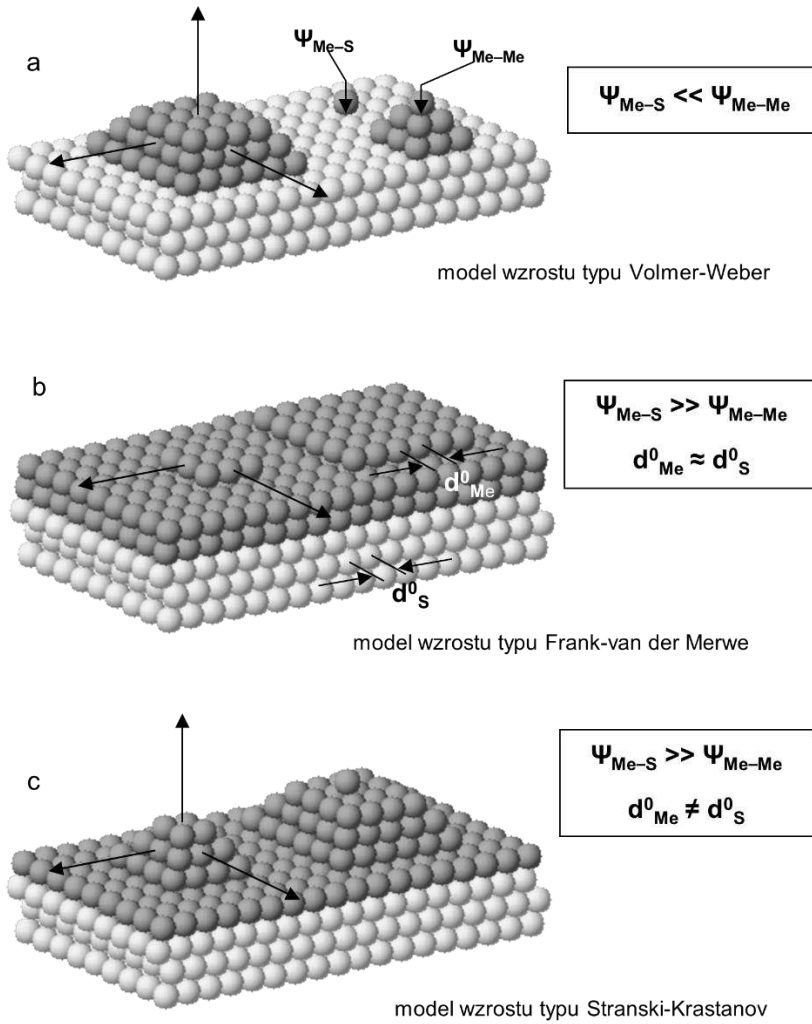 a
ΨMe–S
ΨMe–Me
ΨMe–S << ΨMe–Me
model wzrostu typu Volmer-Weber
b
ΨMe–S >> ΨMe–Me
d⁰Me ≈ d⁰S
d⁰Me
d⁰S
model wzrostu typu Frank-van der Merwe
c
ΨMe–S >> ΨMe–Me
d⁰Me ≠ d⁰S
model wzrostu typu Stranski-Krastanov